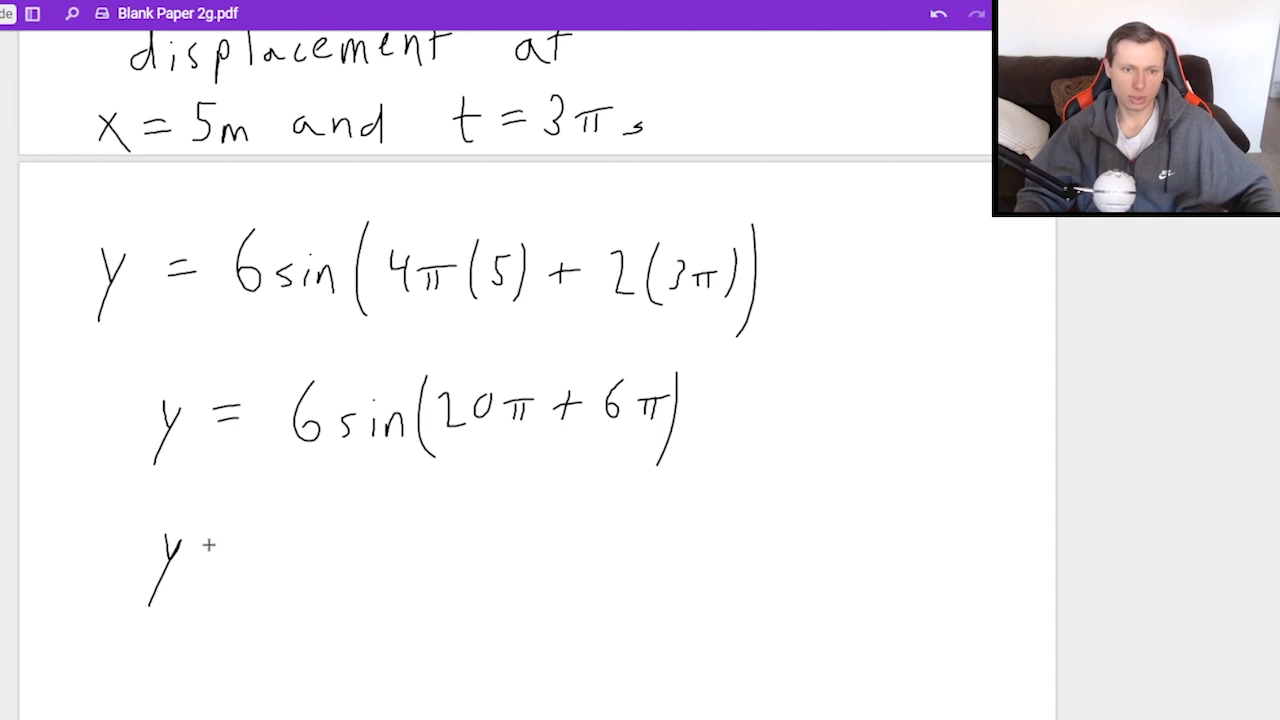 de Blank Paper 2g.pdf
displacement at
x = 5m and t = 3π s
y = 6 sin(4π(5) + 2(3π))
y = 6 sin(20π + 6π)
y